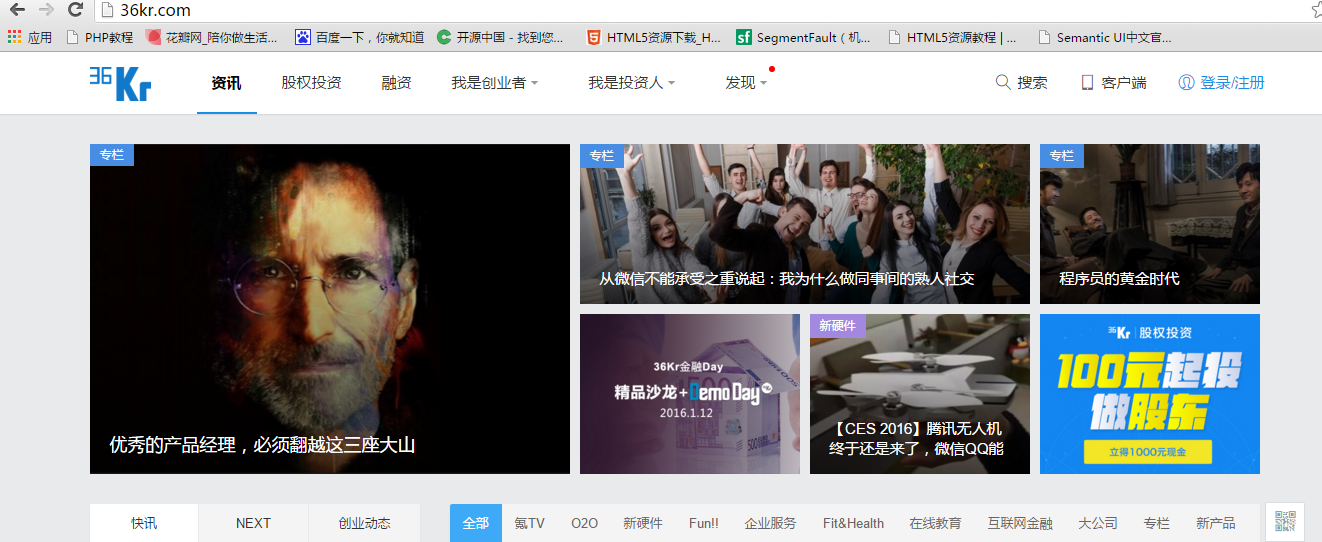 36kr.com
应用 PHP教程 花瓣网_陪你做生活... 百度一下，你就知道 开源中国 - 找到您... HTML5资源下载_H... SegmentFault（机... HTML5资源教程 | ... Semantic UI中文官...
36Kr 资讯 股权投资 融资 我是创业者 我是投资人 发现 搜索 客户端 登录/注册
专栏
优秀的产品经理，必须翻越这三座大山
专栏
从微信不能承受之重说起：我为什么做同事间的熟人社交
专栏
程序员的黄金时代
36Kr金融Day
精品沙龙+DemoDay
2016.1.12
新硬件
【CES 2016】腾讯无人机
终于还是来了，微信QQ能
36Kr 股权投资
100元起投
做股东
立得1000元现金
快讯 NEXT 创业动态 全部 氪TV O2O 新硬件 Fun!! 企业服务 Fit&Health 在线教育 互联网金融 大公司 专栏 新产品